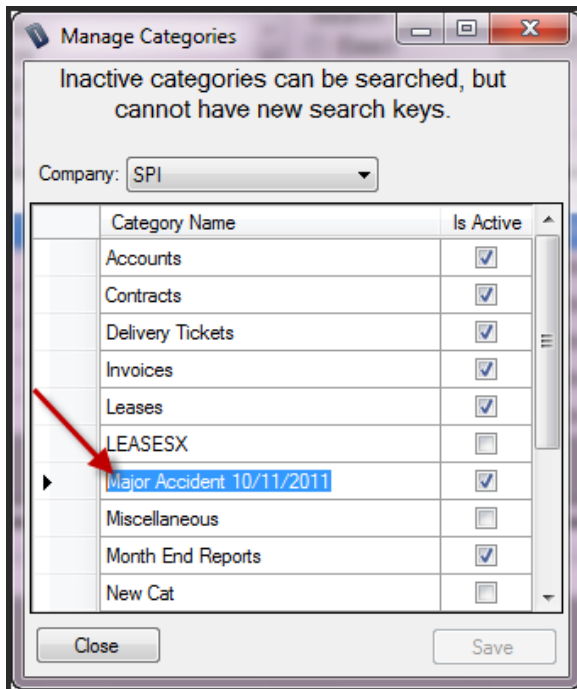 Manage Categories
Inactive categories can be searched, but
cannot have new search keys.
Company: SPI
Category Name Is Active
Accounts
Contracts
Delivery Tickets
Invoices
Leases
LEASESX
Major Accident 10/11/2011
Miscellaneous
Month End Reports
New Cat
Close Save